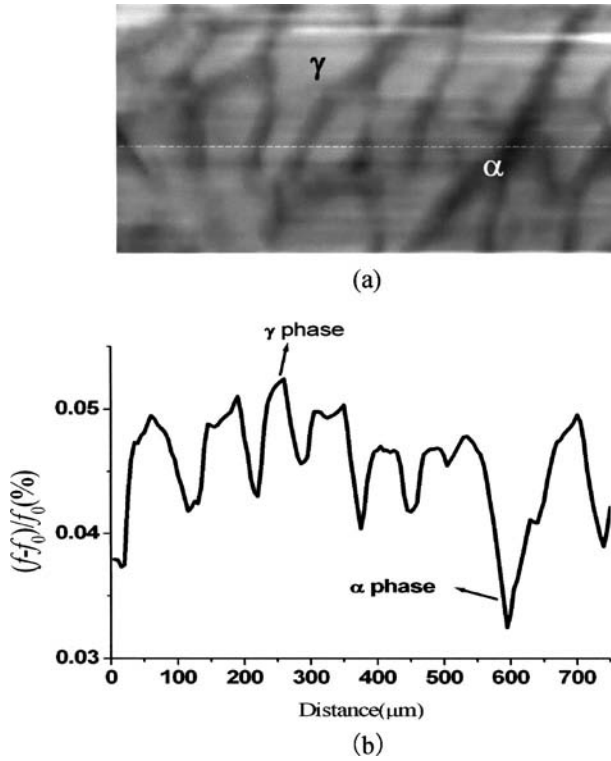 γ
α
(a)
γ phase
0.05
0.04
0.03
(f-f₀)/f₀(%)
α phase
0 100 200 300 400 500 600 700
Distance(μm)
(b)